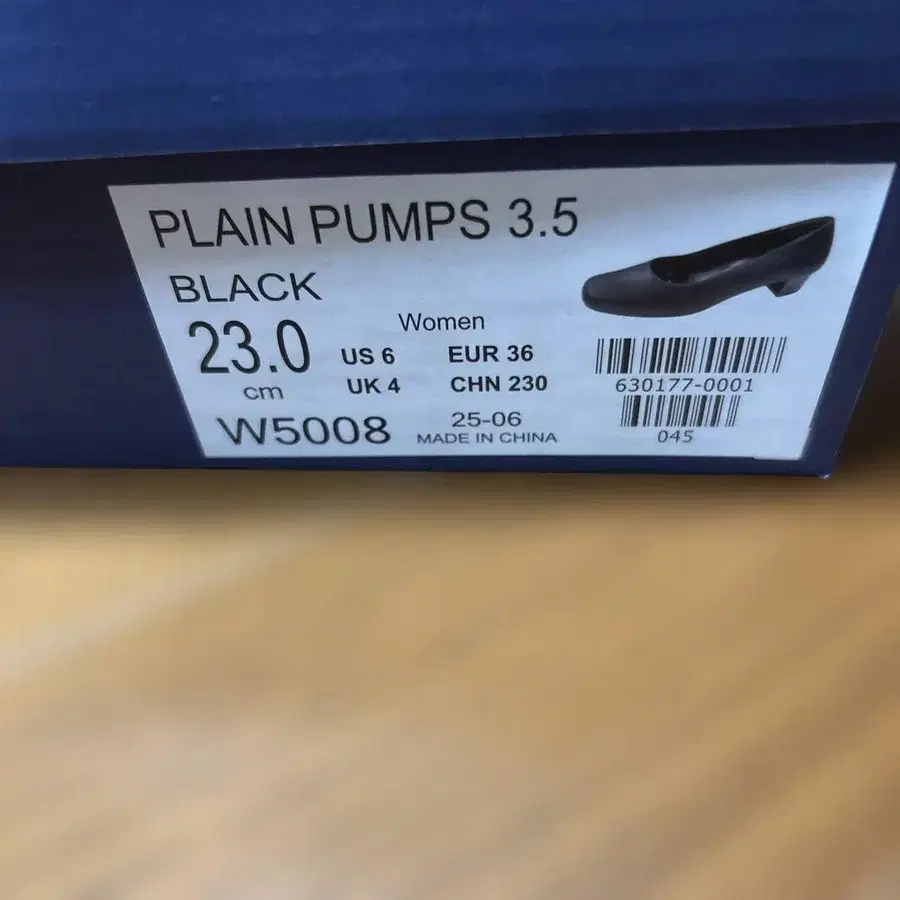 PLAIN PUMPS 3.5
BLACK
Women
23.0
cm
US 6 EUR 36
UK 4 CHN 230
W5008
25-06
MADE IN CHINA
630177-0001
045